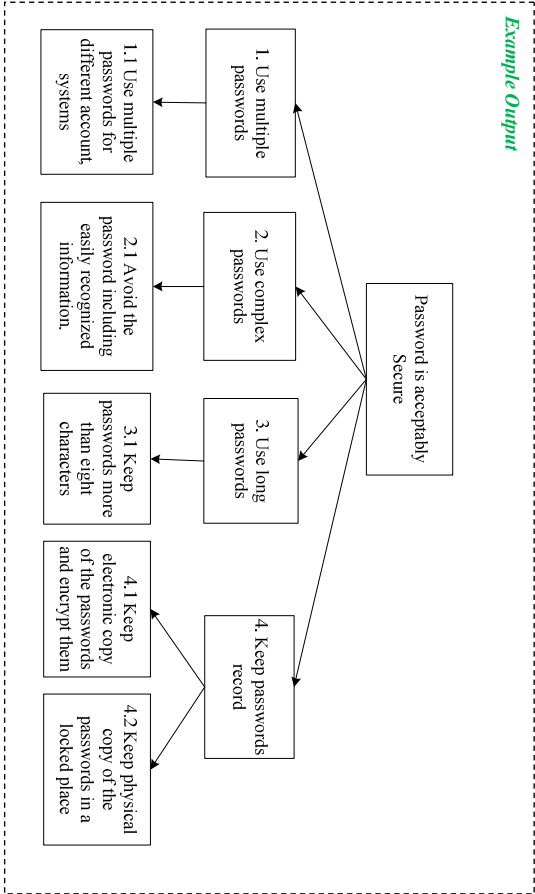 Example Output
Password is acceptably
Secure
1. Use multiple
passwords
2. Use complex
passwords
3. Use long
passwords
4. Keep passwords
record
1.1 Use multiple
passwords for
different account,
systems
2.1 Avoid the
password including
easily recognized
information.
3.1 Keep
passwords more
than eight
characters
4.1 Keep
electronic copy
of the passwords
and encrypt them
4.2 Keep physical
copy of the
passwords in a
locked place